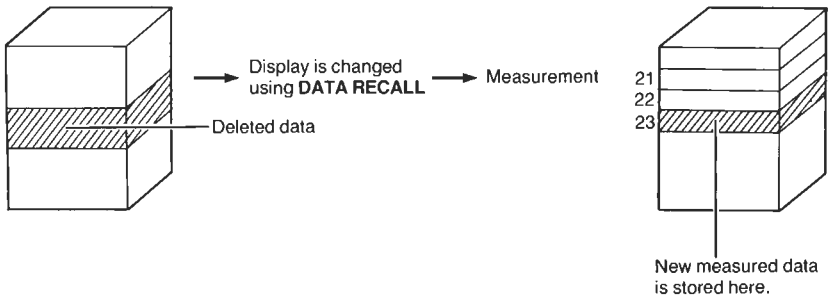 Display is changed
using DATA RECALL
Measurement
Deleted data
21
22
23
New measured data
is stored here.